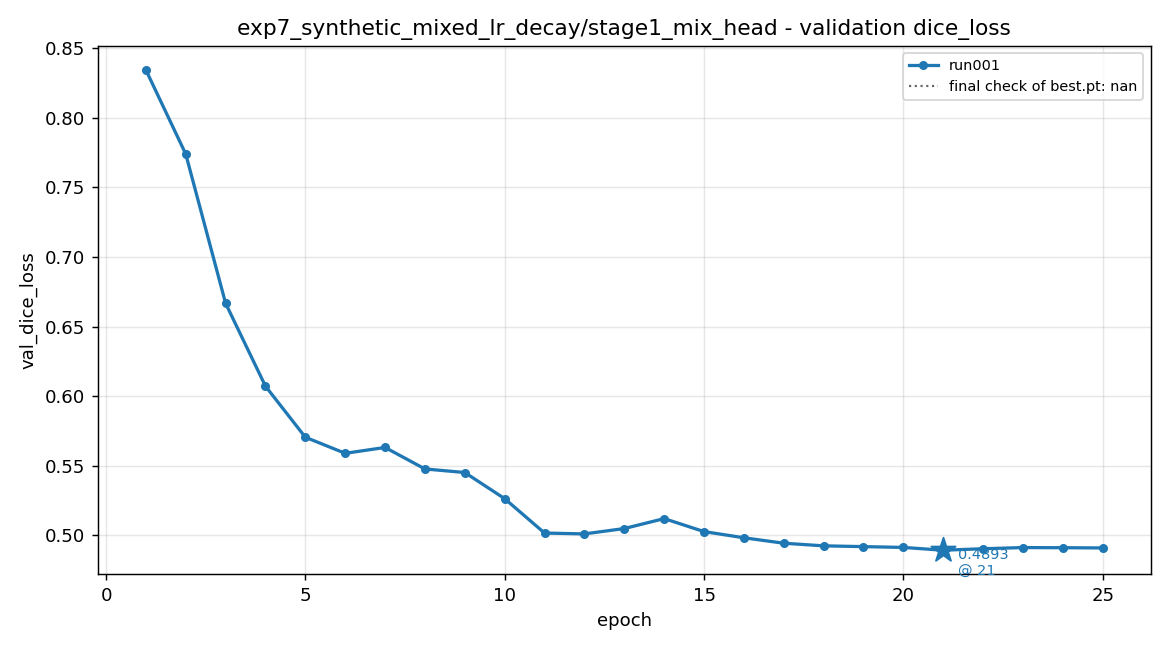 exp7_synthetic_mixed_lr_decay/stage1_mix_head - validation dice_loss
run001
final check of best.pt: nan
val_dice_loss
0.85
0.80
0.75
0.70
0.65
0.60
0.55
0.50
0.4893
@ 21
0 5 10 15 20 25
epoch